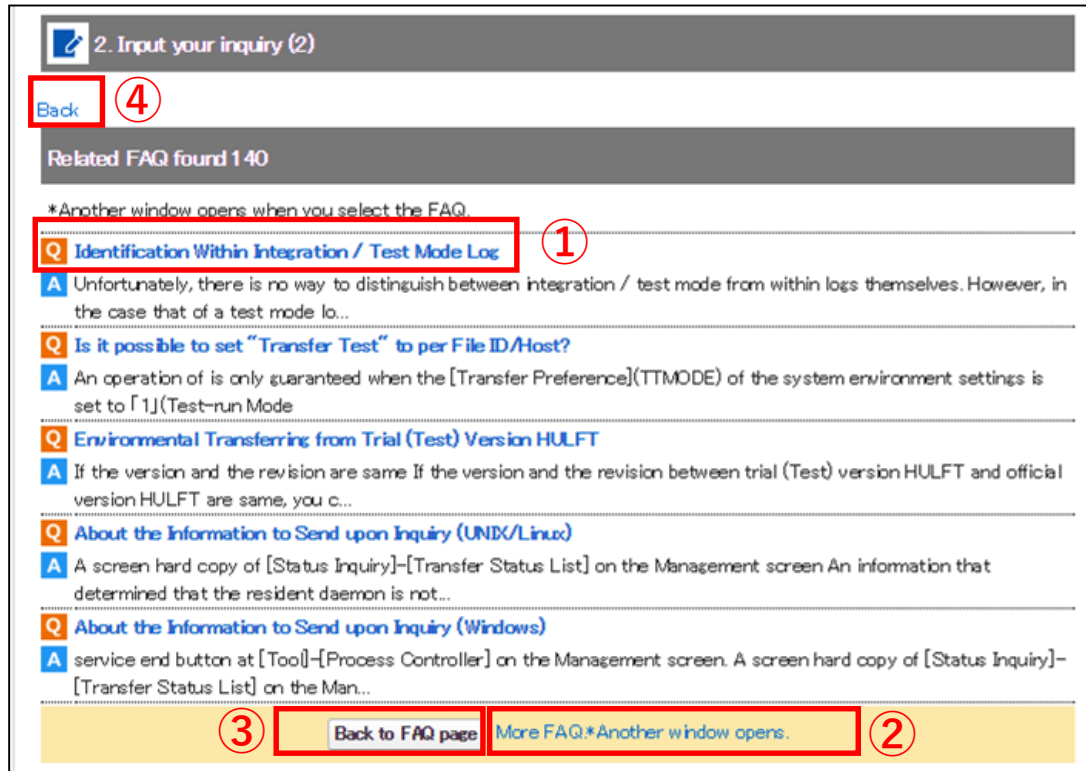 2. Input your inquiry (2)
Back ④
Related FAQ found 140
*Another window opens when you select the FAQ.
Q Identification Within Integration / Test Mode Log ①
A Unfortunately, there is no way to distinguish between integration / test mode from within logs themselves. However, in
the case that of a test mode lo...
Q Is it possible to set "Transfer Test" to per File ID/Host?
A An operation of is only guaranteed when the [Transfer Preference](TTMODE) of the system environment settings is
set to「1」(Test-run Mode
Q Environmental Transferring from Trial (Test) Version HULFT
A If the version and the revision are same If the version and the revision between trial (Test) version HULFT and official
version HULFT are same, you c...
Q About the Information to Send upon Inquiry (UNIX/Linux)
A A screen hard copy of [Status Inquiry]-[Transfer Status List] on the Management screen An information that
determined that the resident daemon is not...
Q About the Information to Send upon Inquiry (Windows)
A service end button at [Tool]-[Process Controller] on the Management screen. A screen hard copy of [Status Inquiry]-
[Transfer Status List] on the Man...
③ Back to FAQ page More FAQ.*Another window opens. ②